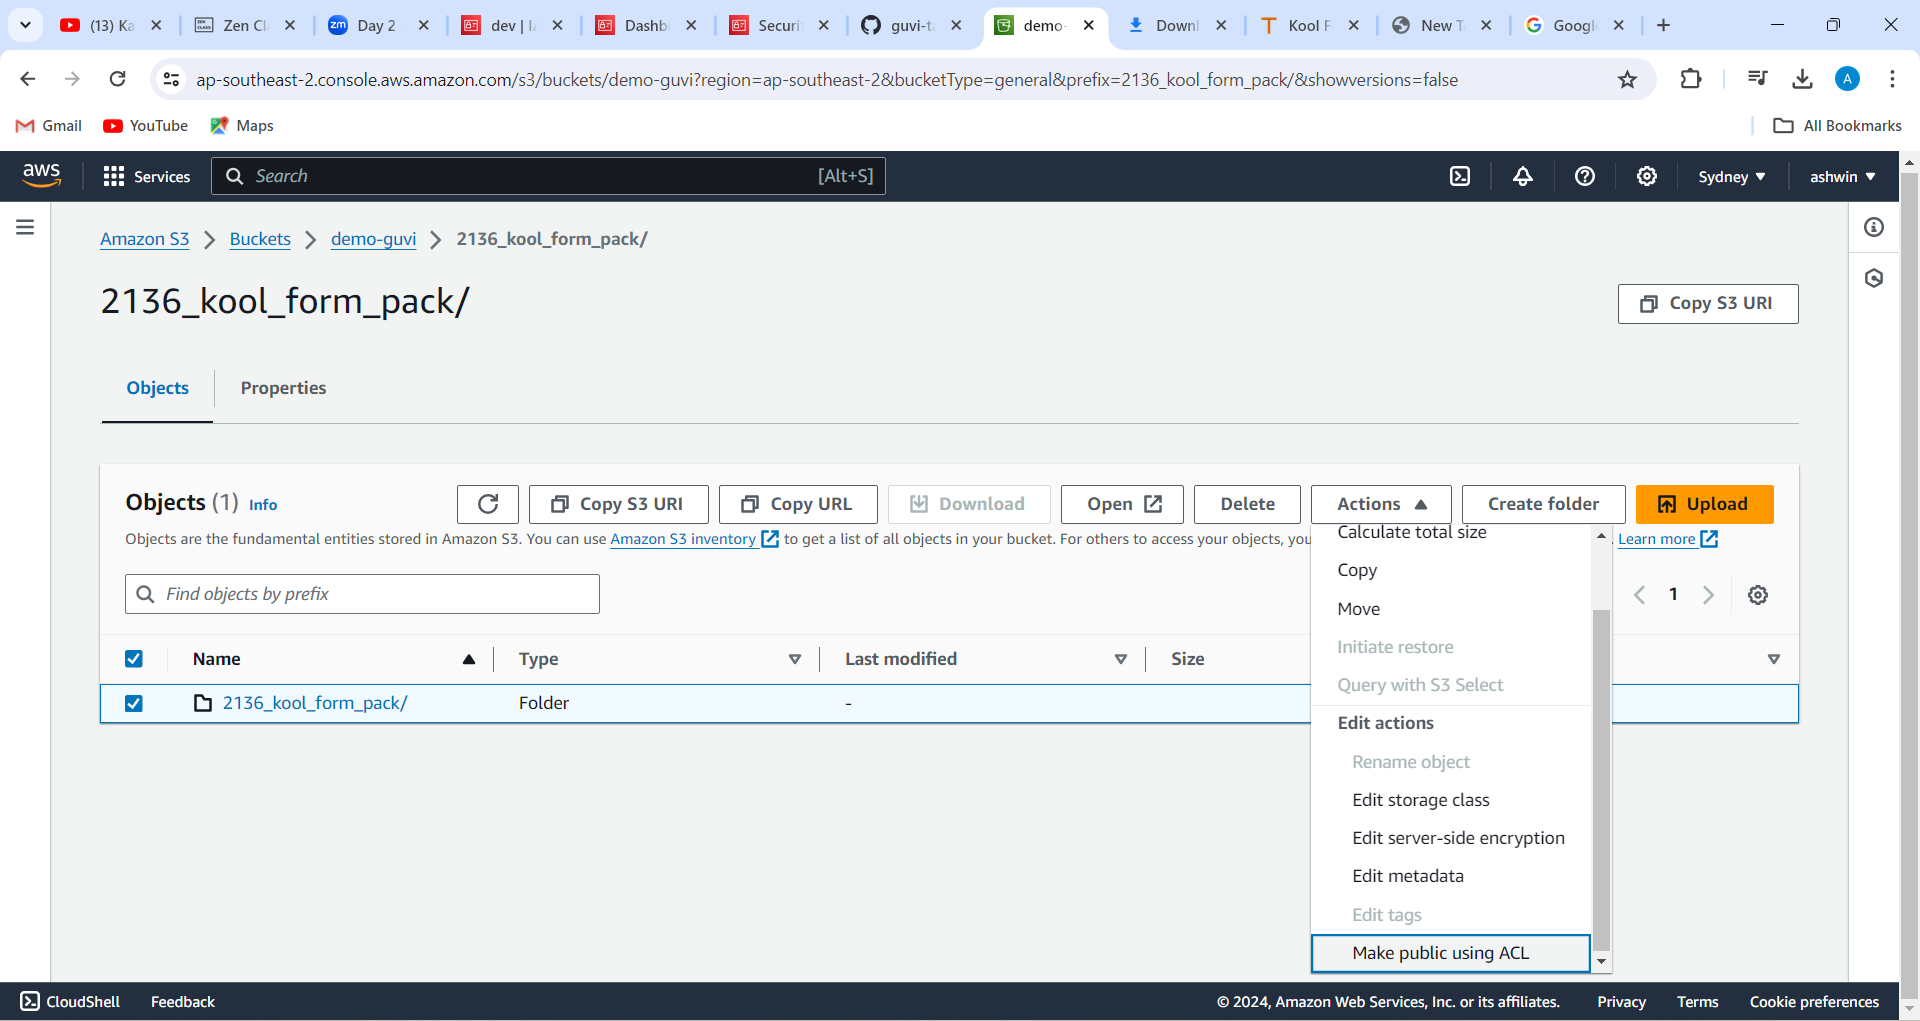 (13) Ka
Zen Cl
zm Day 2
dev | I
Dashb
Securi
guvi-ta
demo-
Downl
Kool F
New T
Googl
ap-southeast-2.console.aws.amazon.com/s3/buckets/demo-guvi?region=ap-southeast-2&bucketType=general&prefix=2136_kool_form_pack/&showversions=false
A
Gmail YouTube Maps All Bookmarks
aws Services Search [Alt+S] Sydney ashwin
Amazon S3 Buckets demo-guvi 2136_kool_form_pack/
2136_kool_form_pack/
Copy S3 URI
Objects Properties
Objects (1) Info
Copy S3 URI Copy URL Download Open Delete Actions Create folder Upload
Objects are the fundamental entities stored in Amazon S3. You can use Amazon S3 inventory to get a list of all objects in your bucket. For others to access your objects, you Learn more
Find objects by prefix
1
Name Type Last modified Size
2136_kool_form_pack/ Folder -
Calculate total size
Copy
Move
Initiate restore
Query with S3 Select
Edit actions
Rename object
Edit storage class
Edit server-side encryption
Edit metadata
Edit tags
Make public using ACL
CloudShell Feedback © 2024, Amazon Web Services, Inc. or its affiliates. Privacy Terms Cookie preferences